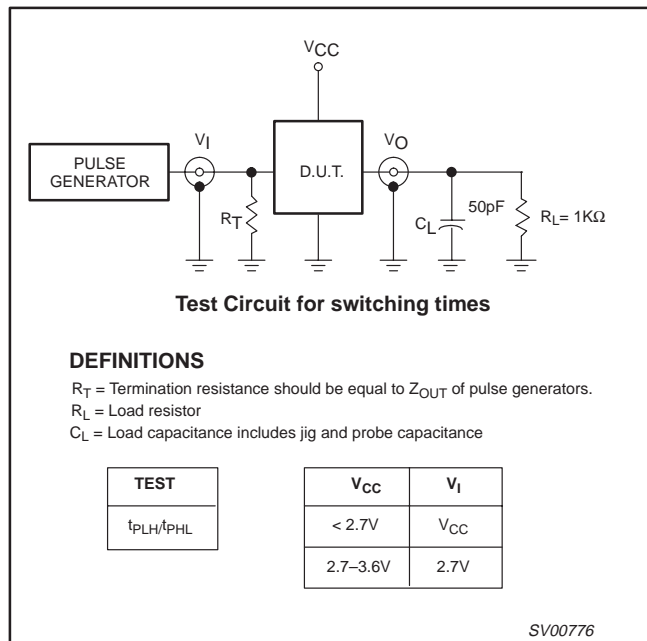 VCC
VI
VO
PULSE
GENERATOR
D.U.T.
RT
CL
50pF
RL= 1KΩ
Test Circuit for switching times
DEFINITIONS
RT = Termination resistance should be equal to ZOUT of pulse generators.
RL = Load resistor
CL = Load capacitance includes jig and probe capacitance
TEST
tPLH/tPHL
VCC VI
< 2.7V VCC
2.7–3.6V 2.7V
SV00776